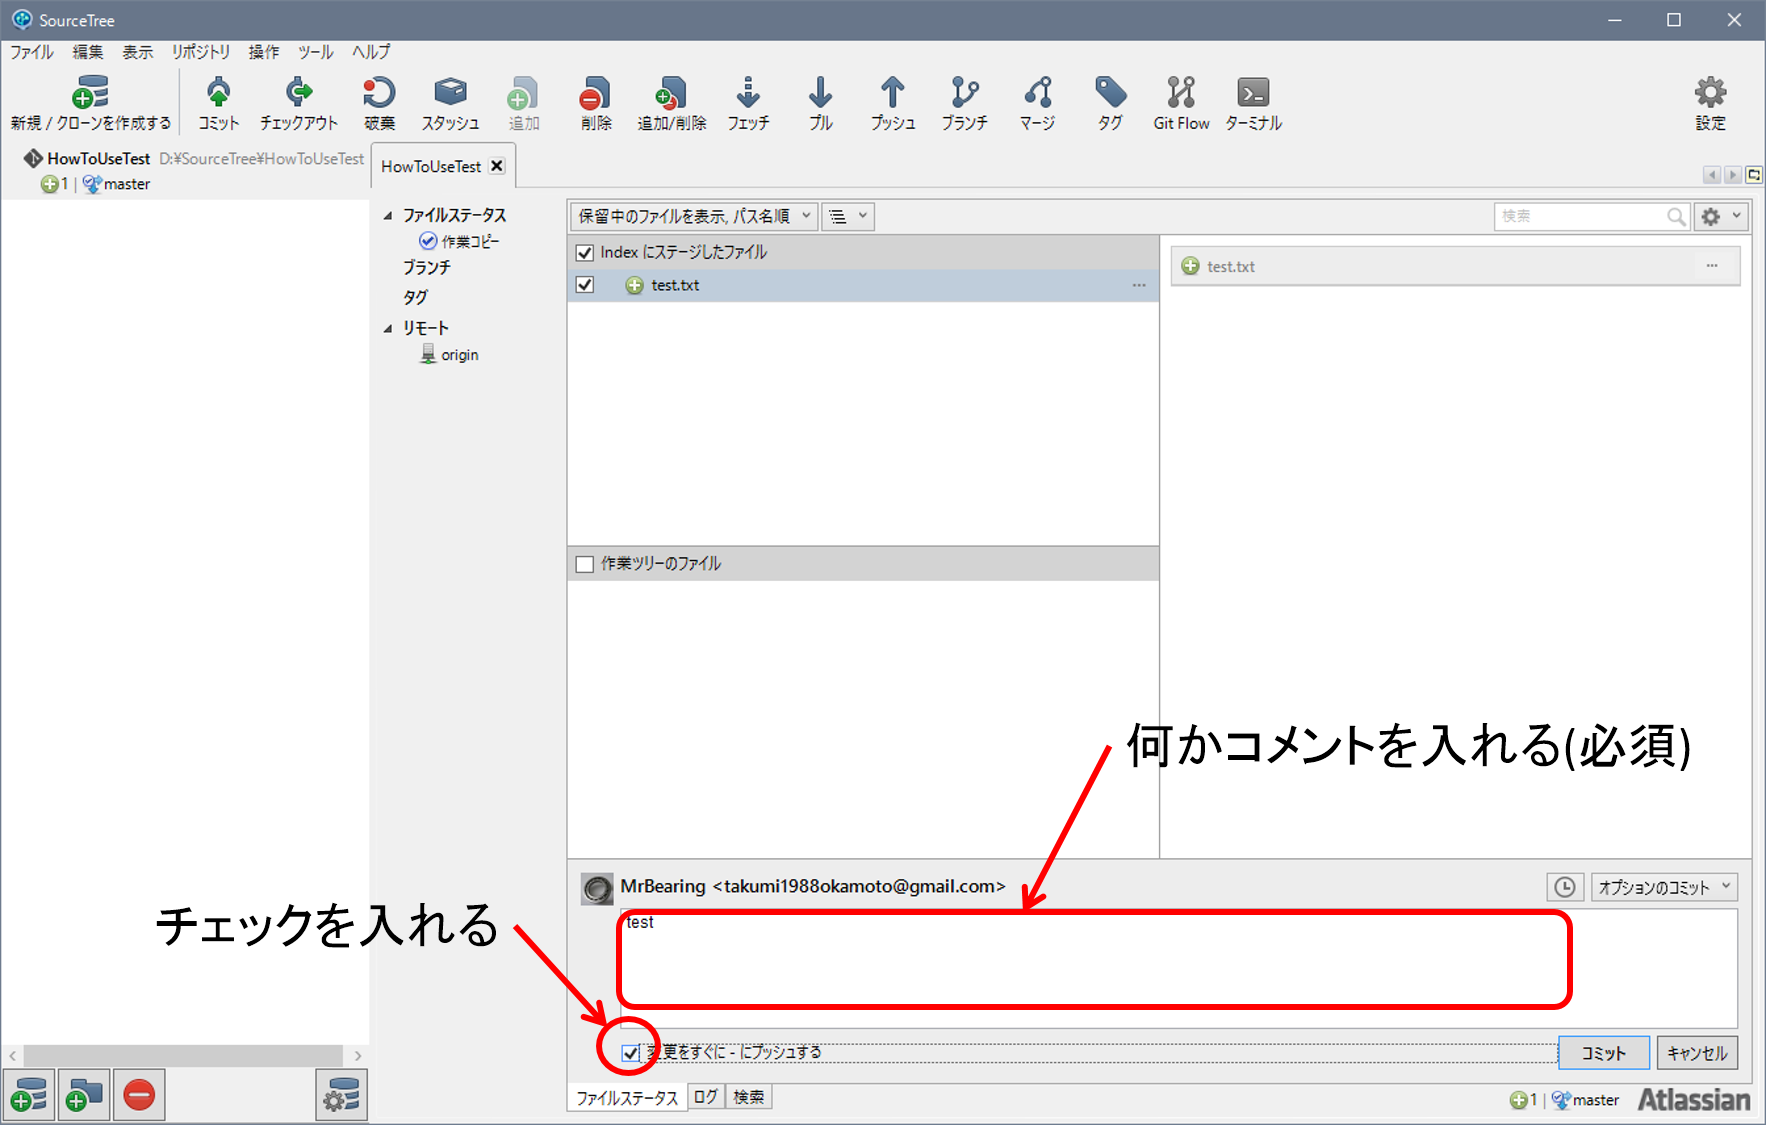 SourceTree
ファイル 編集 表示 リポジトリ 操作 ツール ヘルプ
新規 / クローンを作成する コミット チェックアウト 破棄 スタッシュ 追加 削除 追加/削除 フェッチ プル プッシュ ブランチ マージ タグ Git Flow ターミナル 設定
HowToUseTest D:¥SourceTree¥HowToUseTest
1 | master
HowToUseTest
ファイルステータス
作業コピー
ブランチ
タグ
リモート
origin
保留中のファイルを表示, パス名順
検索
Index にステージしたファイル
test.txt ...
test.txt ...
作業ツリーのファイル
何かコメントを入れる(必須)
MrBearing <takumi1988okamoto@gmail.com>
オプションのコミット
test
チェックを入れる
変更をすぐに - にプッシュする
コミット キャンセル
ファイルステータス ログ 検索
1 | master Atlassian